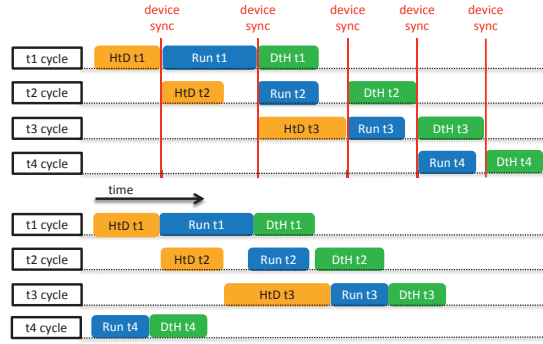 device sync device sync device sync device sync device sync
t1 cycle HtD t1 Run t1 DtH t1
t2 cycle HtD t2 Run t2 DtH t2
t3 cycle HtD t3 Run t3 DtH t3
t4 cycle Run t4 DtH t4
time
t1 cycle HtD t1 Run t1 DtH t1
t2 cycle HtD t2 Run t2 DtH t2
t3 cycle HtD t3 Run t3 DtH t3
t4 cycle Run t4 DtH t4